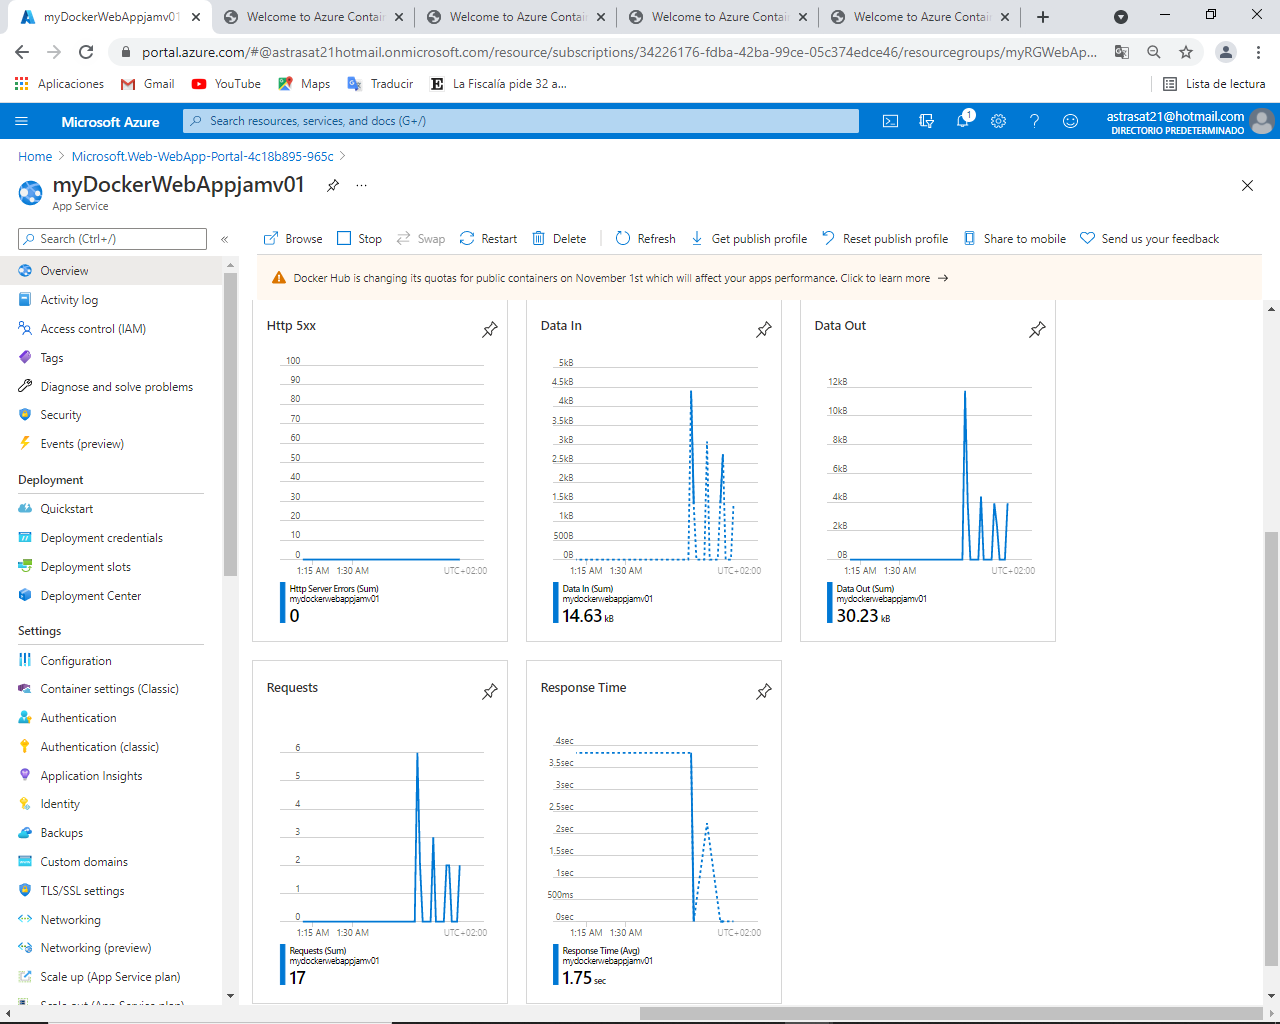 myDockerWebAppjamv01
Welcome to Azure Contain
Welcome to Azure Contain
Welcome to Azure Contain
Welcome to Azure Contain
portal.azure.com/#@astrasat21hotmail.onmicrosoft.com/resource/subscriptions/34226176-fdba-42ba-99ce-05c374edce46/resourcegroups/myRGWebAp...
Aplicaciones
Gmail
YouTube
Maps
Traducir
La Fiscalía pide 32 a...
Lista de lectura
Microsoft Azure
Search resources, services, and docs (G+/)
1
astrasat21@hotmail.com
DIRECTORIO PREDETERMINADO
Home > Microsoft.Web-WebApp-Portal-4c18b895-965c >
myDockerWebAppjamv01
...
App Service
Search (Ctrl+/)
«
Browse
Stop
Swap
Restart
Delete
Refresh
Get publish profile
Reset publish profile
Share to mobile
Send us your feedback
Docker Hub is changing its quotas for public containers on November 1st which will affect your apps performance. Click to learn more →
Overview
Activity log
Access control (IAM)
Tags
Diagnose and solve problems
Security
Events (preview)
Deployment
Quickstart
Deployment credentials
Deployment slots
Deployment Center
Settings
Configuration
Container settings (Classic)
Authentication
Authentication (classic)
Application Insights
Identity
Backups
Custom domains
TLS/SSL settings
Networking
Networking (preview)
Scale up (App Service plan)
Scale out (App Service plan)
Http 5xx
100
90
80
70
60
50
40
30
20
10
0
1:15 AM
1:30 AM
UTC+02:00
Http Server Errors (Sum)
mydockerwebappjamv01
0
Data In
5kB
4.5kB
4kB
3.5kB
3kB
2.5kB
2kB
1.5kB
1kB
500B
0B
1:15 AM
1:30 AM
UTC+02:00
Data In (Sum)
mydockerwebappjamv01
14.63 kB
Data Out
12kB
10kB
8kB
6kB
4kB
2kB
0B
1:15 AM
1:30 AM
UTC+02:00
Data Out (Sum)
mydockerwebappjamv01
30.23 kB
Requests
6
5
4
3
2
1
0
1:15 AM
1:30 AM
UTC+02:00
Requests (Sum)
mydockerwebappjamv01
17
Response Time
4sec
3.5sec
3sec
2.5sec
2sec
1.5sec
1sec
500ms
0sec
1:15 AM
1:30 AM
UTC+02:00
Response Time (Avg)
mydockerwebappjamv01
1.75 sec